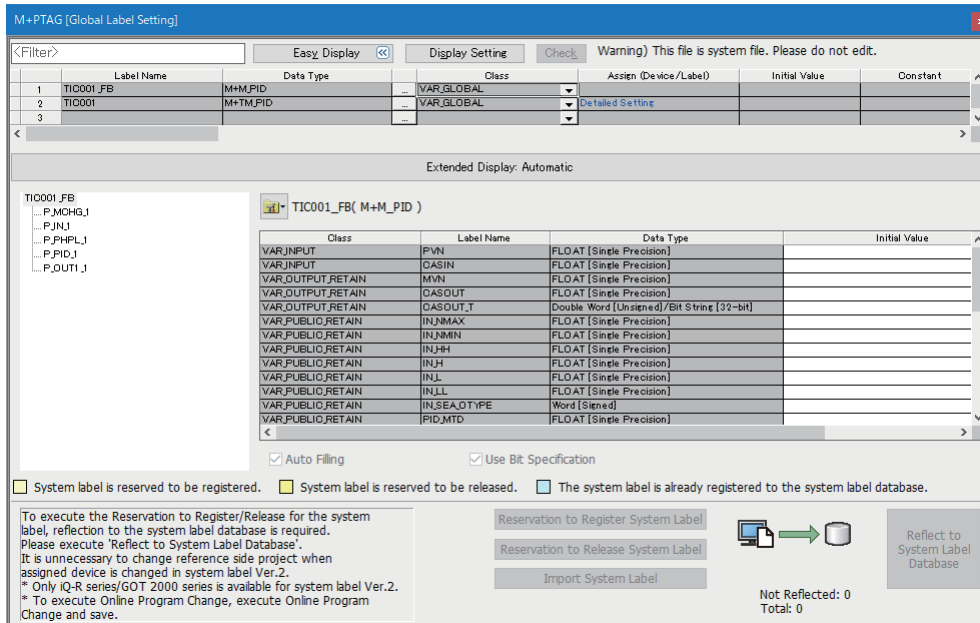 M+PTAG [Global Label Setting]
<Filter> Easy Display Display Setting Check Warning) This file is system file. Please do not edit.
Label Name Data Type Class Assign (Device/Label) Initial Value Constant
1 TIC001_FB M+M_PID ... VAR_GLOBAL
2 TIC001 M+TM_PID ... VAR_GLOBAL Detailed Setting
3 ...
Extended Display: Automatic
TIC001_FB
P_MCHG_1
P_IN_1
P_PHPL_1
P_PID_1
P_OUT1_1
TIC001_FB( M+M_PID )
Class Label Name Data Type Initial Value
VAR_INPUT PVN FLOAT [Single Precision]
VAR_INPUT CASIN FLOAT [Single Precision]
VAR_OUTPUT_RETAIN MVN FLOAT [Single Precision]
VAR_OUTPUT_RETAIN CASOUT FLOAT [Single Precision]
VAR_OUTPUT_RETAIN CASOUT_T Double Word [Unsigned]/Bit String [32-bit]
VAR_PUBLIC_RETAIN IN_NMAX FLOAT [Single Precision]
VAR_PUBLIC_RETAIN IN_NMIN FLOAT [Single Precision]
VAR_PUBLIC_RETAIN IN_HH FLOAT [Single Precision]
VAR_PUBLIC_RETAIN IN_H FLOAT [Single Precision]
VAR_PUBLIC_RETAIN IN_L FLOAT [Single Precision]
VAR_PUBLIC_RETAIN IN_LL FLOAT [Single Precision]
VAR_PUBLIC_RETAIN IN_SEA_OTYPE Word [Signed]
VAR_PUBLIC_RETAIN PID_MTD FLOAT [Single Precision]
Auto Filling Use Bit Specification
System label is reserved to be registered. System label is reserved to be released. The system label is already registered to the system label database.
To execute the Reservation to Register/Release for the system
label, reflection to the system label database is required.
Please execute 'Reflect to System Label Database'.
It is unnecessary to change reference side project when
assigned device is changed in system label Ver.2.
* Only iQ-R series/GOT 2000 series is available for system label Ver.2.
* To execute Online Program Change, execute Online Program
Change and save.
Reservation to Register System Label
Reservation to Release System Label
Import System Label
Not Reflected: 0
Total: 0
Reflect to
System Label
Database